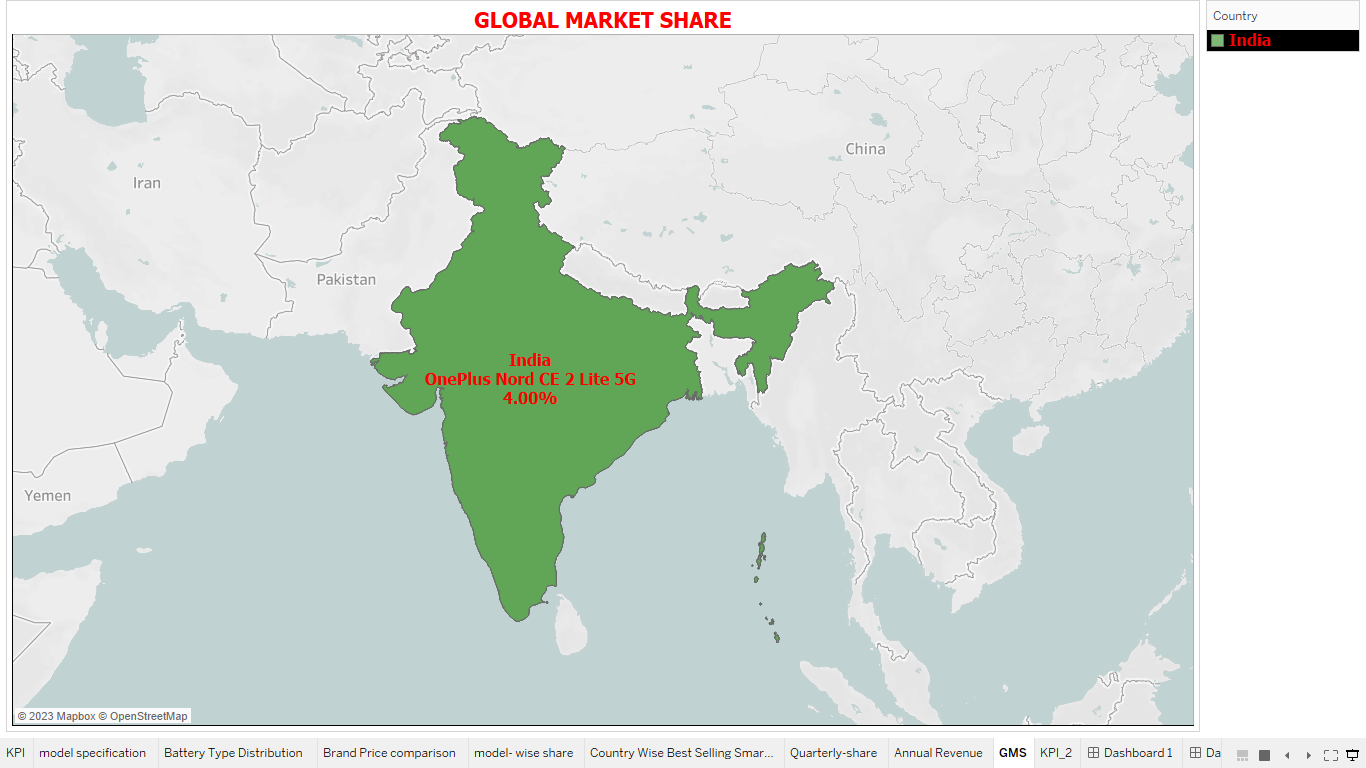 GLOBAL MARKET SHARE
Country
India
China
Iran
Pakistan
India
OnePlus Nord CE 2 Lite 5G
4.00%
Yemen
© 2023 Mapbox © OpenStreetMap
KPI model specification Battery Type Distribution Brand Price comparison model- wise share Country Wise Best Selling Smar... Quarterly-share Annual Revenue GMS KPI_2 Dashboard 1 Da